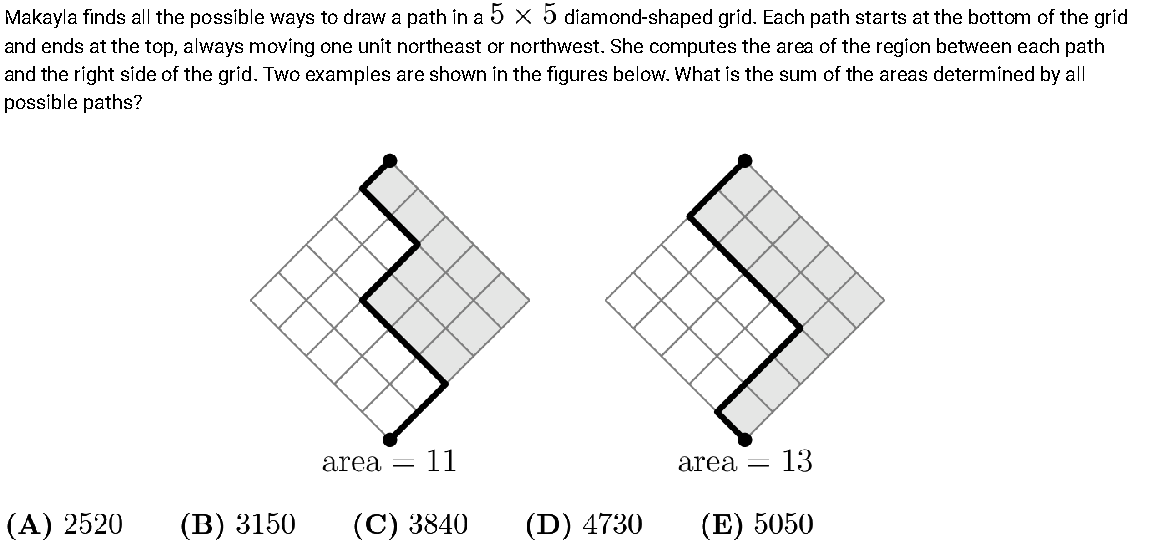 Makayla finds all the possible ways to draw a path in a 5 × 5 diamond-shaped grid. Each path starts at the bottom of the grid
and ends at the top, always moving one unit northeast or northwest. She computes the area of the region between each path
and the right side of the grid. Two examples are shown in the figures below. What is the sum of the areas determined by all
possible paths?
area = 11 area = 13
(A) 2520 (B) 3150 (C) 3840 (D) 4730 (E) 5050